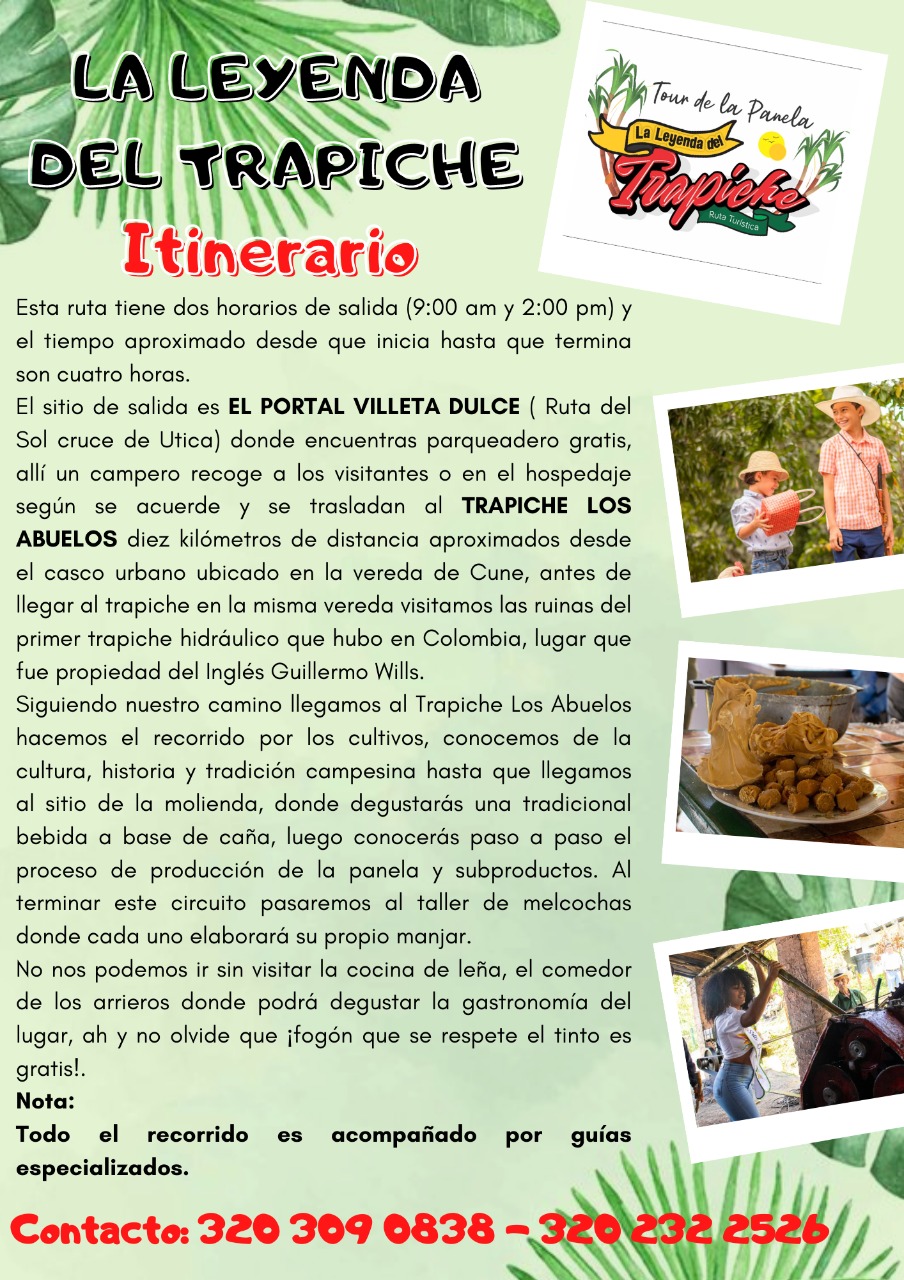 LA LEYENDA
DEL TRAPICHE
Itinerario
Tour de la Panela
La Leyenda del
Trapiche
Ruta Turística
Esta ruta tiene dos horarios de salida (9:00 am y 2:00 pm) y
el tiempo aproximado desde que inicia hasta que termina
son cuatro horas.
El sitio de salida es EL PORTAL VILLETA DULCE ( Ruta del
Sol cruce de Utica) donde encuentras parqueadero gratis,
allí un campero recoge a los visitantes o en el hospedaje
según se acuerde y se trasladan al TRAPICHE LOS
ABUELOS diez kilómetros de distancia aproximados desde
el casco urbano ubicado en la vereda de Cune, antes de
llegar al trapiche en la misma vereda visitamos las ruinas del
primer trapiche hidráulico que hubo en Colombia, lugar que
fue propiedad del Inglés Guillermo Wills.
Siguiendo nuestro camino llegamos al Trapiche Los Abuelos
hacemos el recorrido por los cultivos, conocemos de la
cultura, historia y tradición campesina hasta que llegamos
al sitio de la molienda, donde degustarás una tradicional
bebida a base de caña, luego conocerás paso a paso el
proceso de producción de la panela y subproductos. Al
terminar este circuito pasaremos al taller de melcochas
donde cada uno elaborará su propio manjar.
No nos podemos ir sin visitar la cocina de leña, el comedor
de los arrieros donde podrá degustar la gastronomía del
lugar, ah y no olvide que ¡fogón que se respete el tinto es
gratis!.
Nota:
Todo el recorrido es acompañado por guías
especializados.
Contacto: 320 309 0838 - 320 232 2526